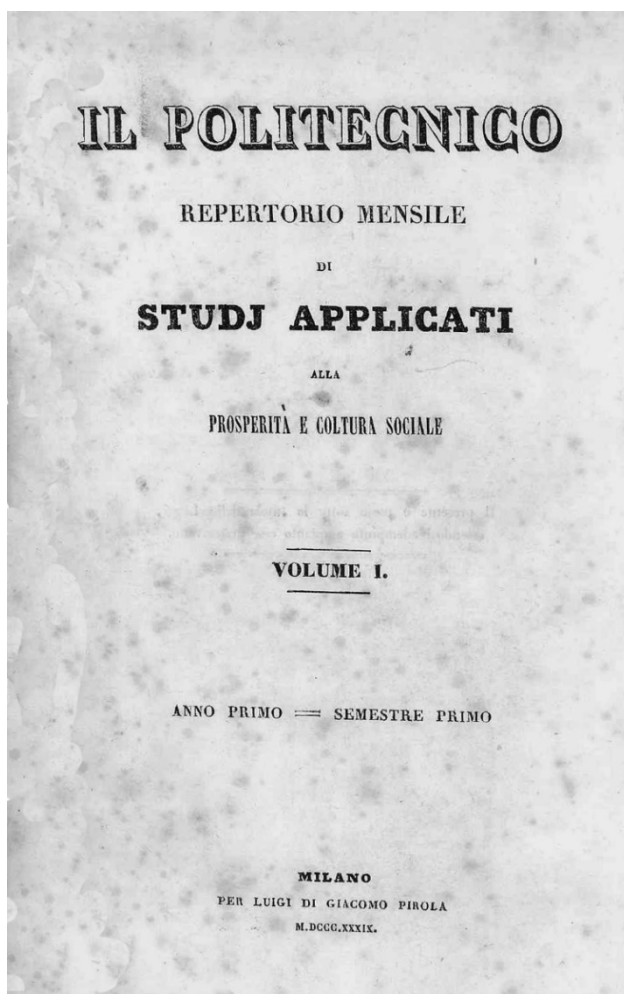 IL POLITECNICO
REPERTORIO MENSILE
DI
STUDJ APPLICATI
ALLA
PROSPERITÀ E COLTURA SOCIALE
VOLUME I.
ANNO PRIMO = SEMESTRE PRIMO
MILANO
PER LUIGI DI GIACOMO PIROLA
M.DCCC.XXXIX.